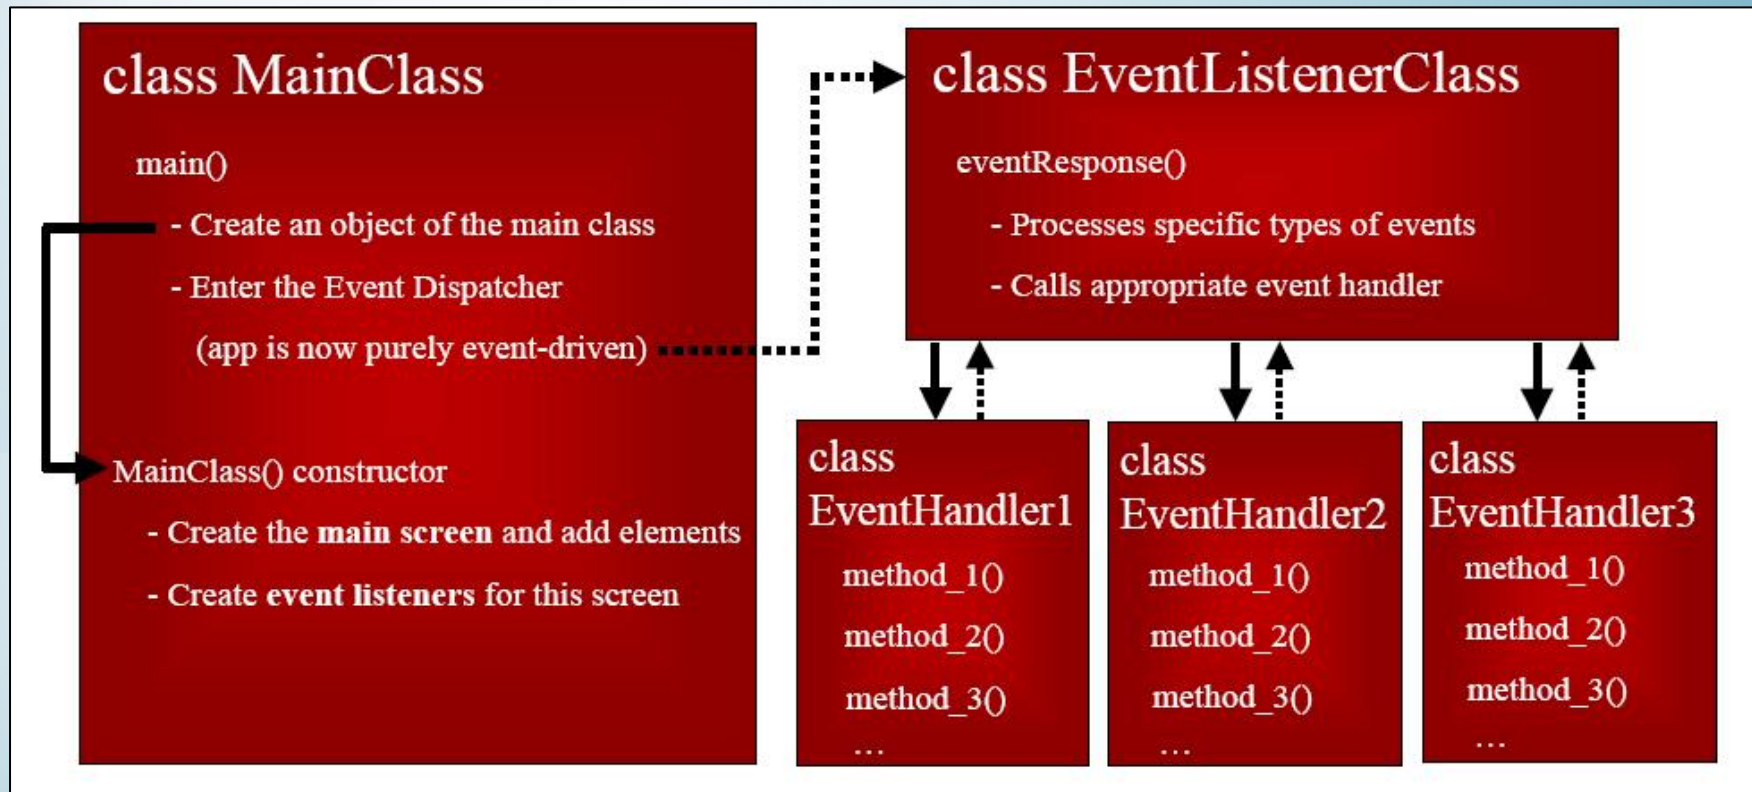 class MainClass
main()
- Create an object of the main class
- Enter the Event Dispatcher
(app is now purely event-driven)
MainClass() constructor
- Create the main screen and add elements
- Create event listeners for this screen
class EventListenerClass
eventResponse()
- Processes specific types of events
- Calls appropriate event handler
class
EventHandler1
method_1()
method_2()
method_3()
...
class
EventHandler2
method_1()
method_2()
method_3()
...
class
EventHandler3
method_1()
method_2()
method_3()
...